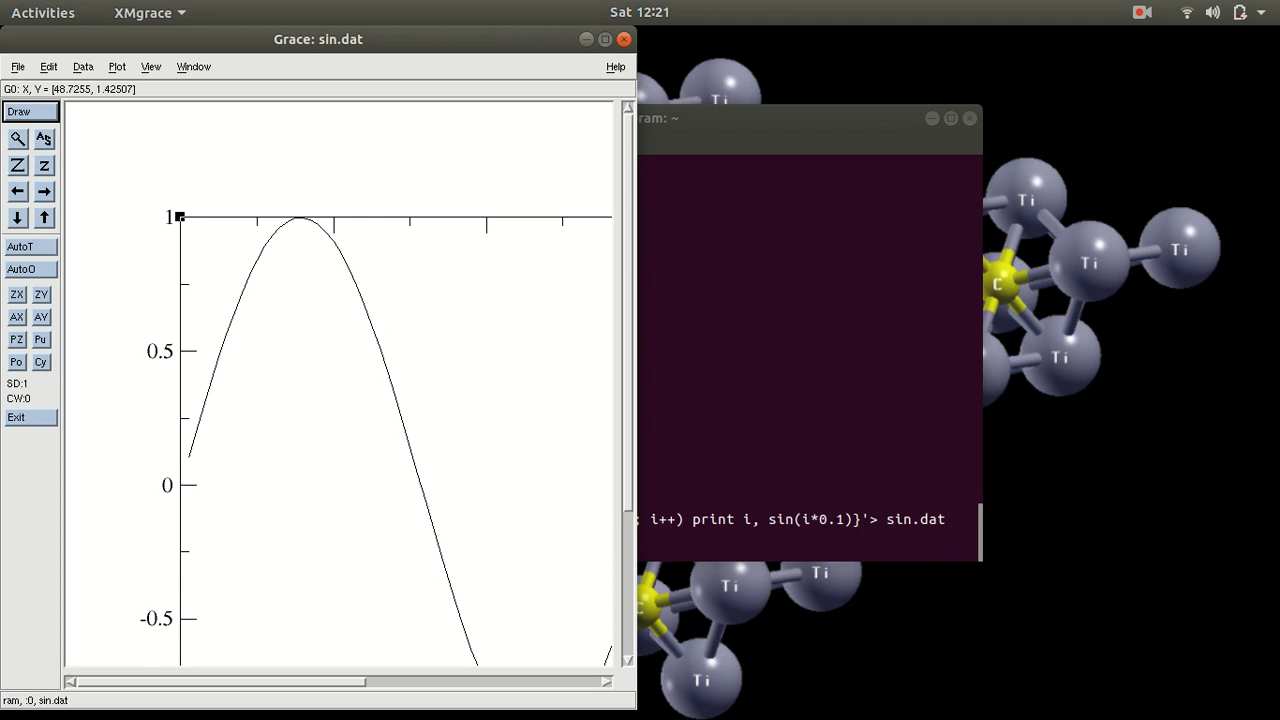 Activities XMgrace Sat 12:21
Grace: sin.dat
File Edit Data Plot View Window Help
G0: X, Y = [48.7255, 1.42507]
Draw
AS
Z z
AutoT
AutoO
ZX ZY
AX AY
PZ Pu
Po Cy
SD:1
CW:0
Exit
1
0.5
0
-0.5
ram, :0, sin.dat
ram: ~
; i++) print i, sin(i*0.1)}'> sin.dat
Ti
Ti
Ti
Ti
C
Ti
Ti
Ti
C
Ti